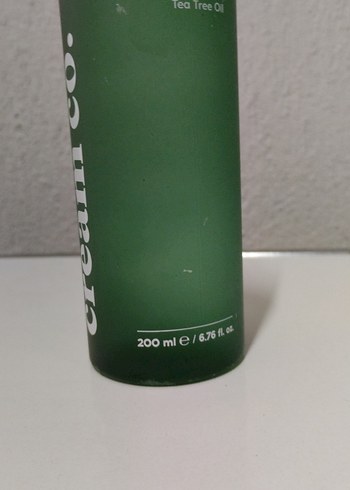 Tea Tree Oil
cream co.
200 ml ℮ / 6.76 fl. oz.